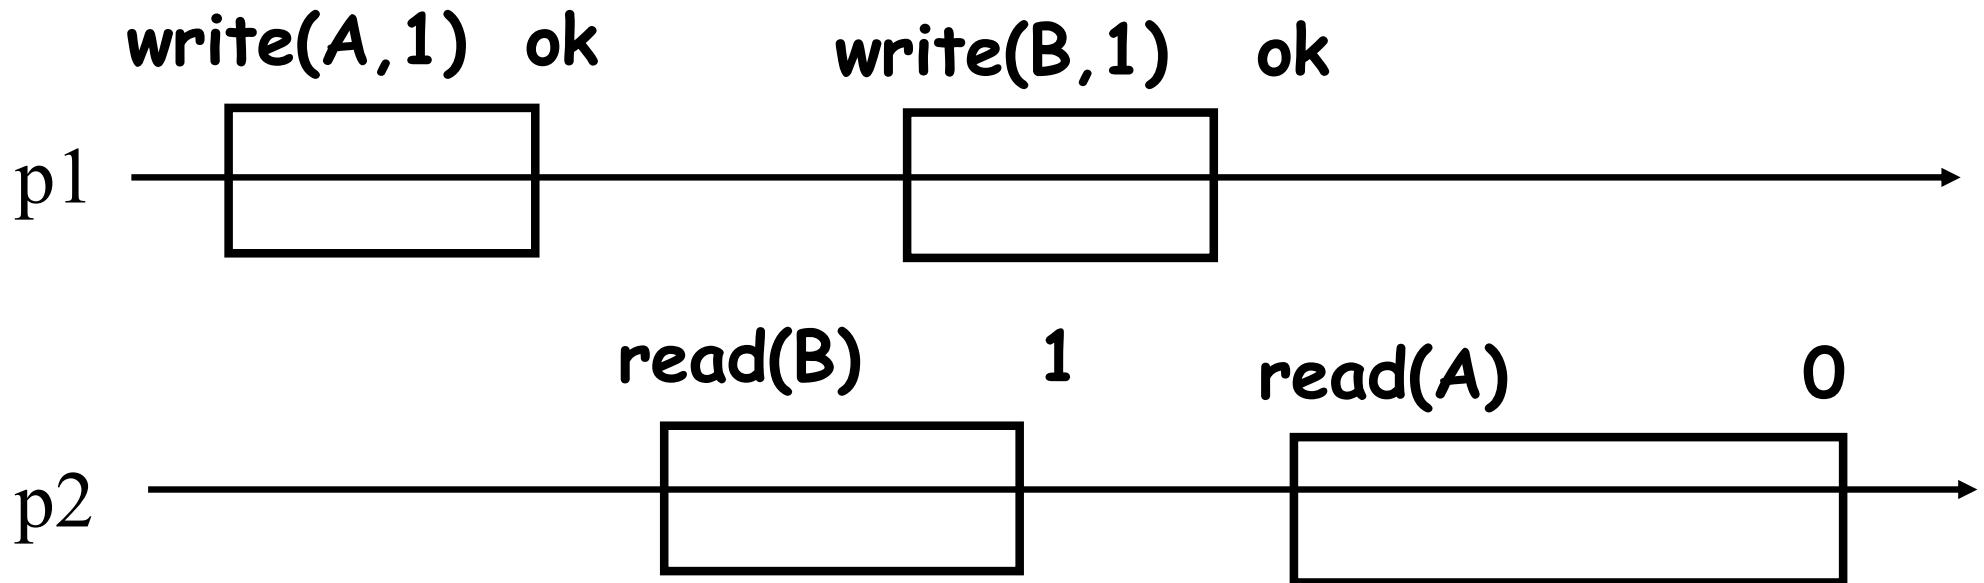 write(A,1) ok write(B,1) ok
p1
read(B) 1 read(A) 0
p2